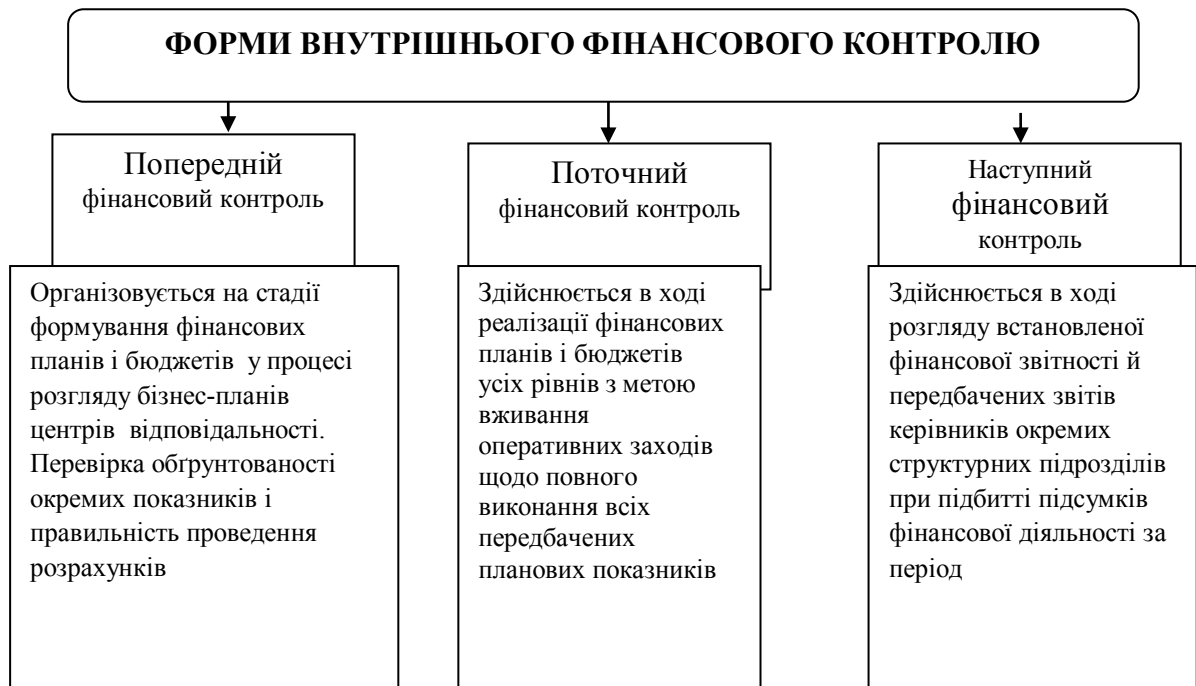 ФОРМИ ВНУТРІШНЬОГО ФІНАНСОВОГО КОНТРОЛЮ
Попередній
фінансовий контроль
Організовується на стадії
формування фінансових
планів і бюджетів у процесі
розгляду бізнес-планів
центрів відповідальності.
Перевірка обґрунтованості
окремих показників і
правильність проведення
розрахунків
Поточний
фінансовий контроль
Здійснюється в ході
реалізації фінансових
планів і бюджетів
усіх рівнів з метою
вживання
оперативних заходів
щодо повного
виконання всіх
передбачених
планових показників
Наступний
фінансовий
контроль
Здійснюється в ході
розгляду встановленої
фінансової звітності й
передбачених звітів
керівників окремих
структурних підрозділів
при підбитті підсумків
фінансової діяльності за
період